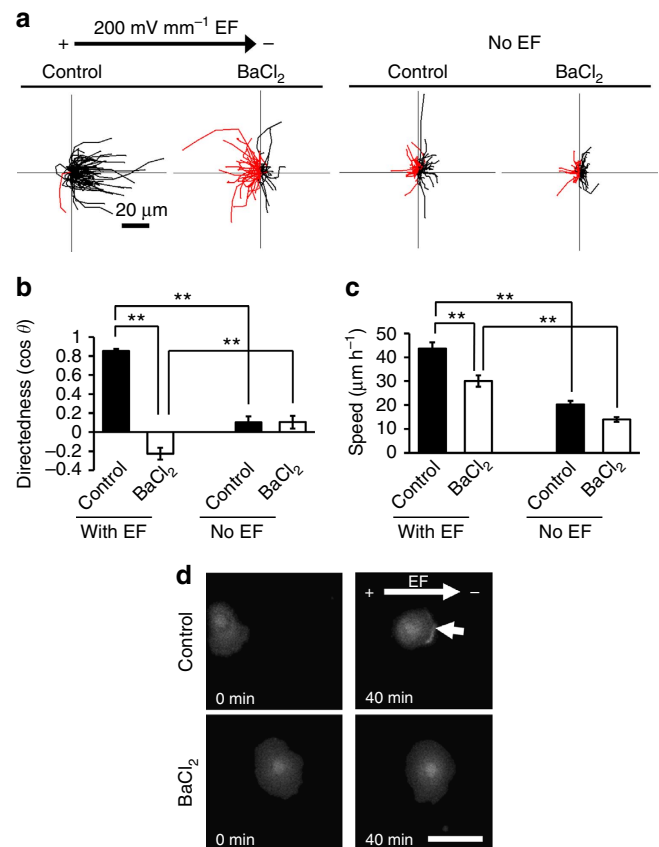 a
200 mV mm⁻¹ EF
+ −
No EF
Control BaCl₂ Control BaCl₂
20 μm
b
**
**
**
Directedness (cos θ)
1
0.8
0.6
0.4
0.2
0
−0.2
−0.4
Control BaCl₂ Control BaCl₂
With EF No EF
c
**
**
**
Speed (μm h⁻¹)
50
40
30
20
10
0
Control BaCl₂ Control BaCl₂
With EF No EF
d
Control
0 min
EF
+ −
40 min
BaCl₂
0 min
40 min